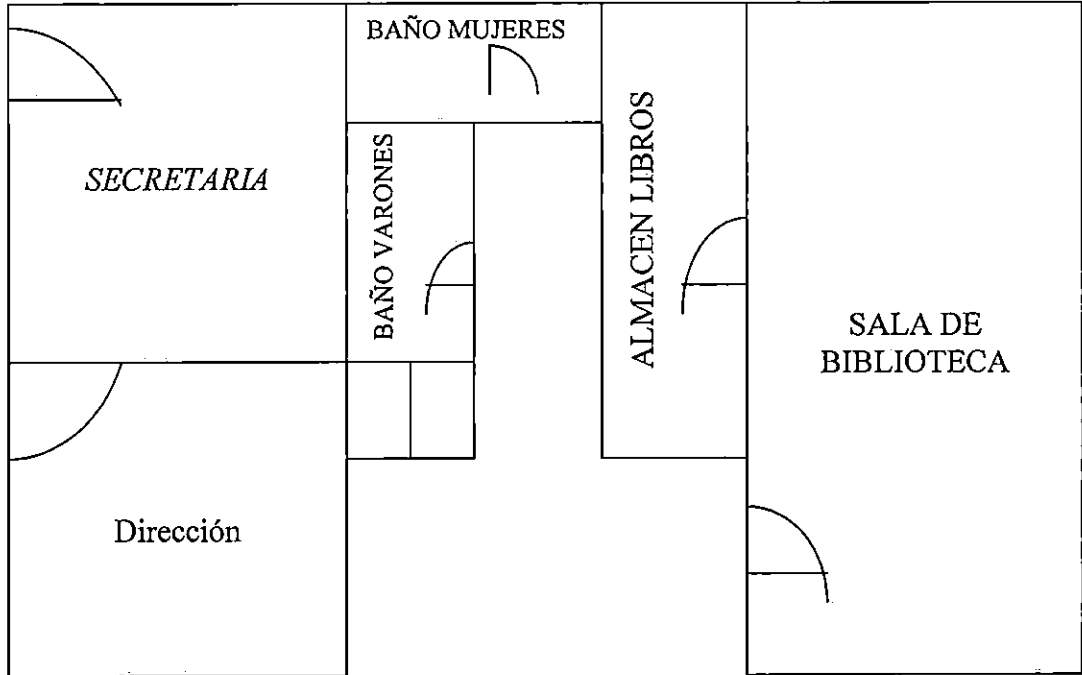 BAÑO MUJERES
SECRETARIA
BAÑO VARONES
ALMACEN LIBROS
SALA DE
BIBLIOTECA
Dirección